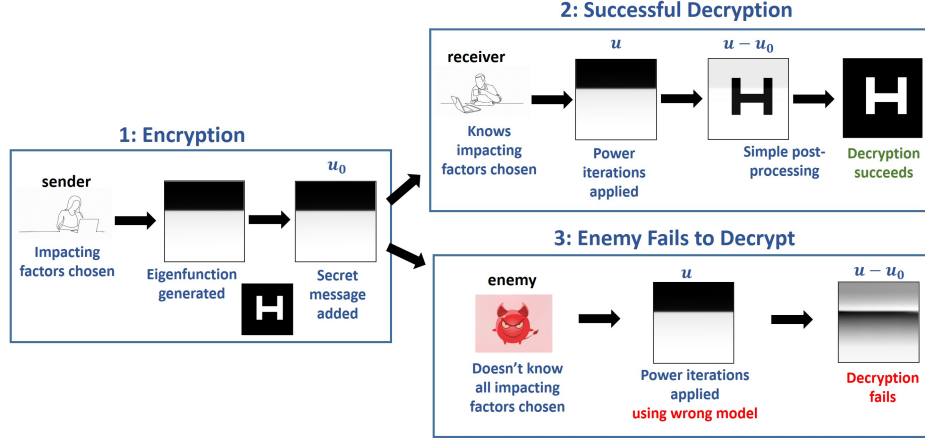 1: Encryption
sender
Impacting
factors chosen
Eigenfunction
generated
H
u₀
Secret
message
added
2: Successful Decryption
receiver
Knows
impacting
factors chosen
u
Power
iterations
applied
u − u₀
H
Simple post-
processing
H
Decryption
succeeds
3: Enemy Fails to Decrypt
enemy
Doesn't know
all impacting
factors chosen
u
Power iterations
applied
using wrong model
u − u₀
Decryption
fails